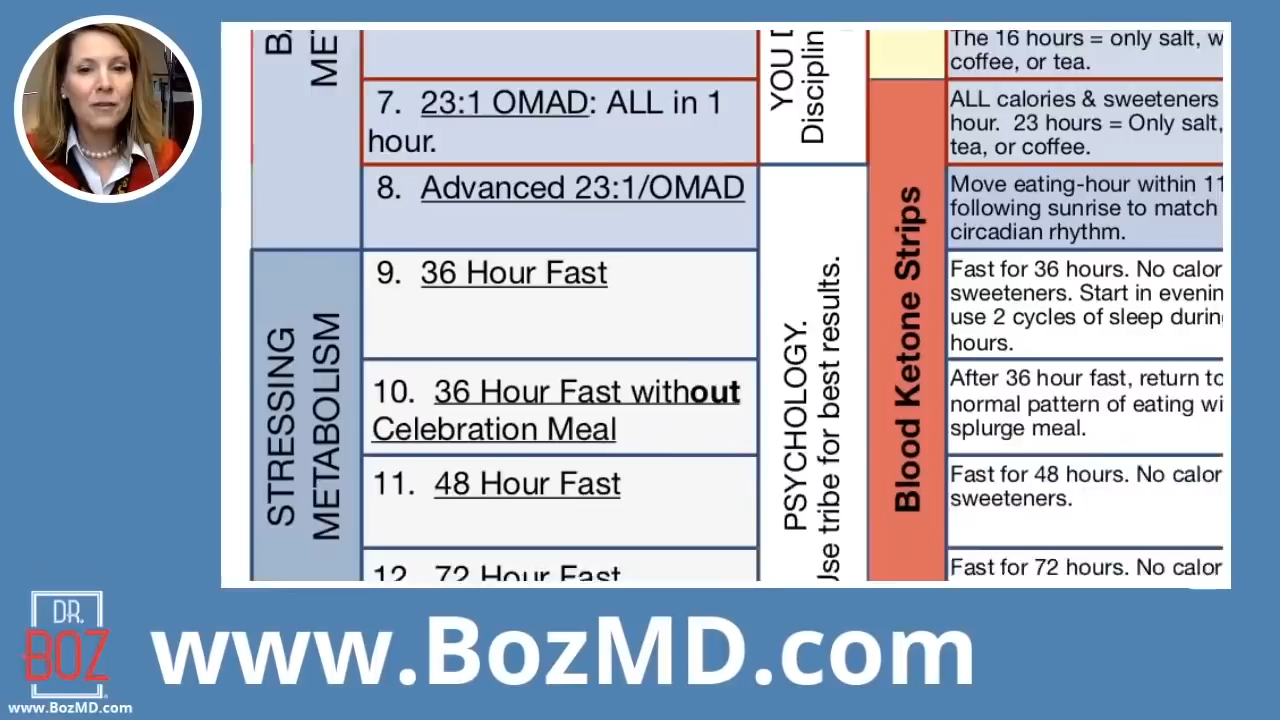 BA
MET
7. 23:1 OMAD: ALL in 1
hour.
8. Advanced 23:1/OMAD
STRESSING
METABOLISM
9. 36 Hour Fast
10. 36 Hour Fast without
Celebration Meal
11. 48 Hour Fast
12. 72 Hour Fast
YOU D
Disciplin
PSYCHOLOGY.
Use tribe for best results.
Blood Ketone Strips
The 16 hours = only salt, w
coffee, or tea.
ALL calories & sweeteners
hour. 23 hours = Only salt,
tea, or coffee.
Move eating-hour within 11
following sunrise to match
circadian rhythm.
Fast for 36 hours. No calor
sweeteners. Start in evenin
use 2 cycles of sleep during
hours.
After 36 hour fast, return to
normal pattern of eating wi
splurge meal.
Fast for 48 hours. No calor
sweeteners.
Fast for 72 hours. No calor
DR.
BOZ
www.BozMD.com
www.BozMD.com